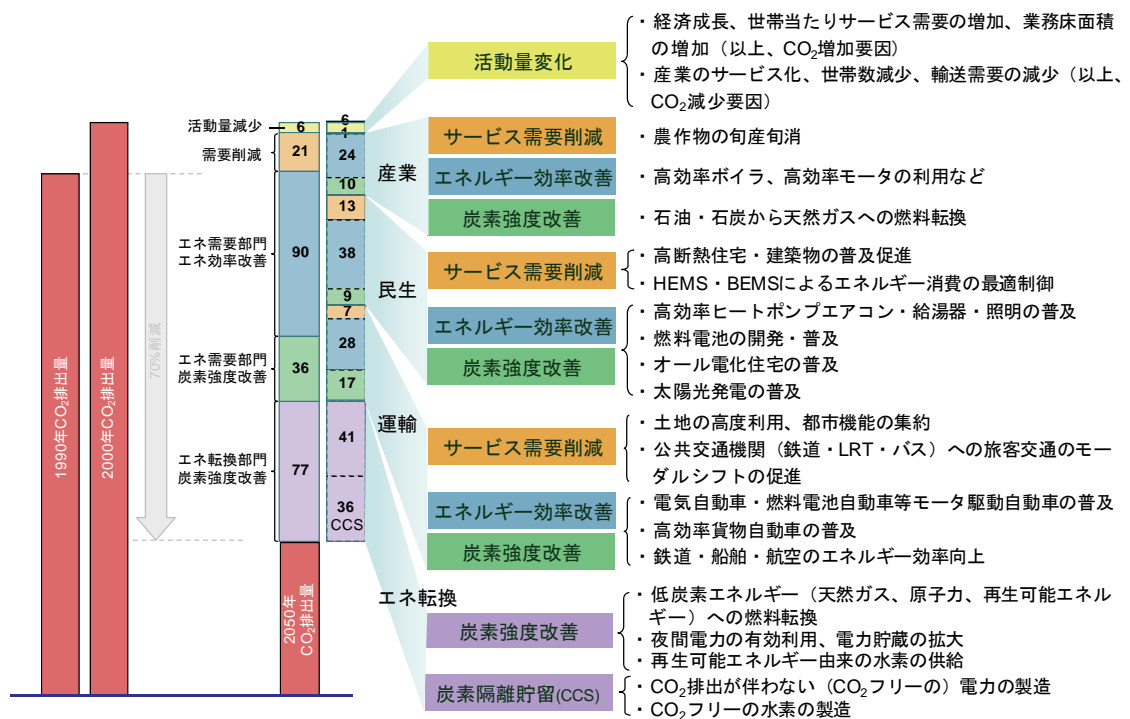 ・経済成長、世帯当たりサービス需要の増加、業務床面積
の増加（以上、CO₂増加要因）
・産業のサービス化、世帯数減少、輸送需要の減少（以上、
CO₂減少要因）
活動量変化
活動量減少
6
6
1
需要削減
21
24
10
産業
サービス需要削減
・農作物の旬産旬消
エネルギー効率改善
・高効率ボイラ、高効率モータの利用など
炭素強度改善
・石油・石炭から天然ガスへの燃料転換
エネ需要部門
エネ効率改善
90
13
38
9
民生
サービス需要削減
・高断熱住宅・建築物の普及促進
・HEMS・BEMSによるエネルギー消費の最適制御
エネルギー効率改善
炭素強度改善
・高効率ヒートポンプエアコン・給湯器・照明の普及
・燃料電池の開発・普及
・オール電化住宅の普及
・太陽光発電の普及
エネ需要部門
炭素強度改善
36
7
28
17
運輸
サービス需要削減
・土地の高度利用、都市機能の集約
・公共交通機関（鉄道・LRT・バス）への旅客交通のモー
ダルシフトの促進
エネルギー効率改善
炭素強度改善
・電気自動車・燃料電池自動車等モータ駆動自動車の普及
・高効率貨物自動車の普及
・鉄道・船舶・航空のエネルギー効率向上
エネ転換部門
炭素強度改善
77
41
36
CCS
エネ転換
炭素強度改善
・低炭素エネルギー（天然ガス、原子力、再生可能エネル
ギー）への燃料転換
・夜間電力の有効利用、電力貯蔵の拡大
・再生可能エネルギー由来の水素の供給
炭素隔離貯留(CCS)
・CO₂排出が伴わない（CO₂フリーの）電力の製造
・CO₂フリーの水素の製造
1990年CO₂排出量
2000年CO₂排出量
70%削減
2050年
CO₂排出量